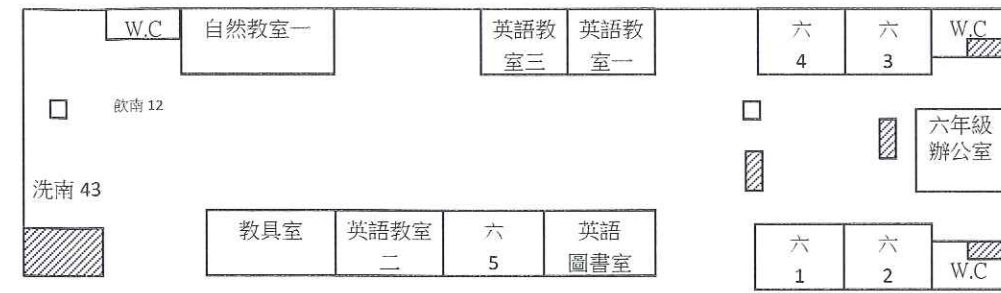 W.C
自然教室一
英語教
室三
英語教
室一
六
4
六
3
W.C
飲南 12
六年級
辦公室
洗南 43
教具室
英語教室
二
六
5
英語
圖書室
六
1
六
2
W.C